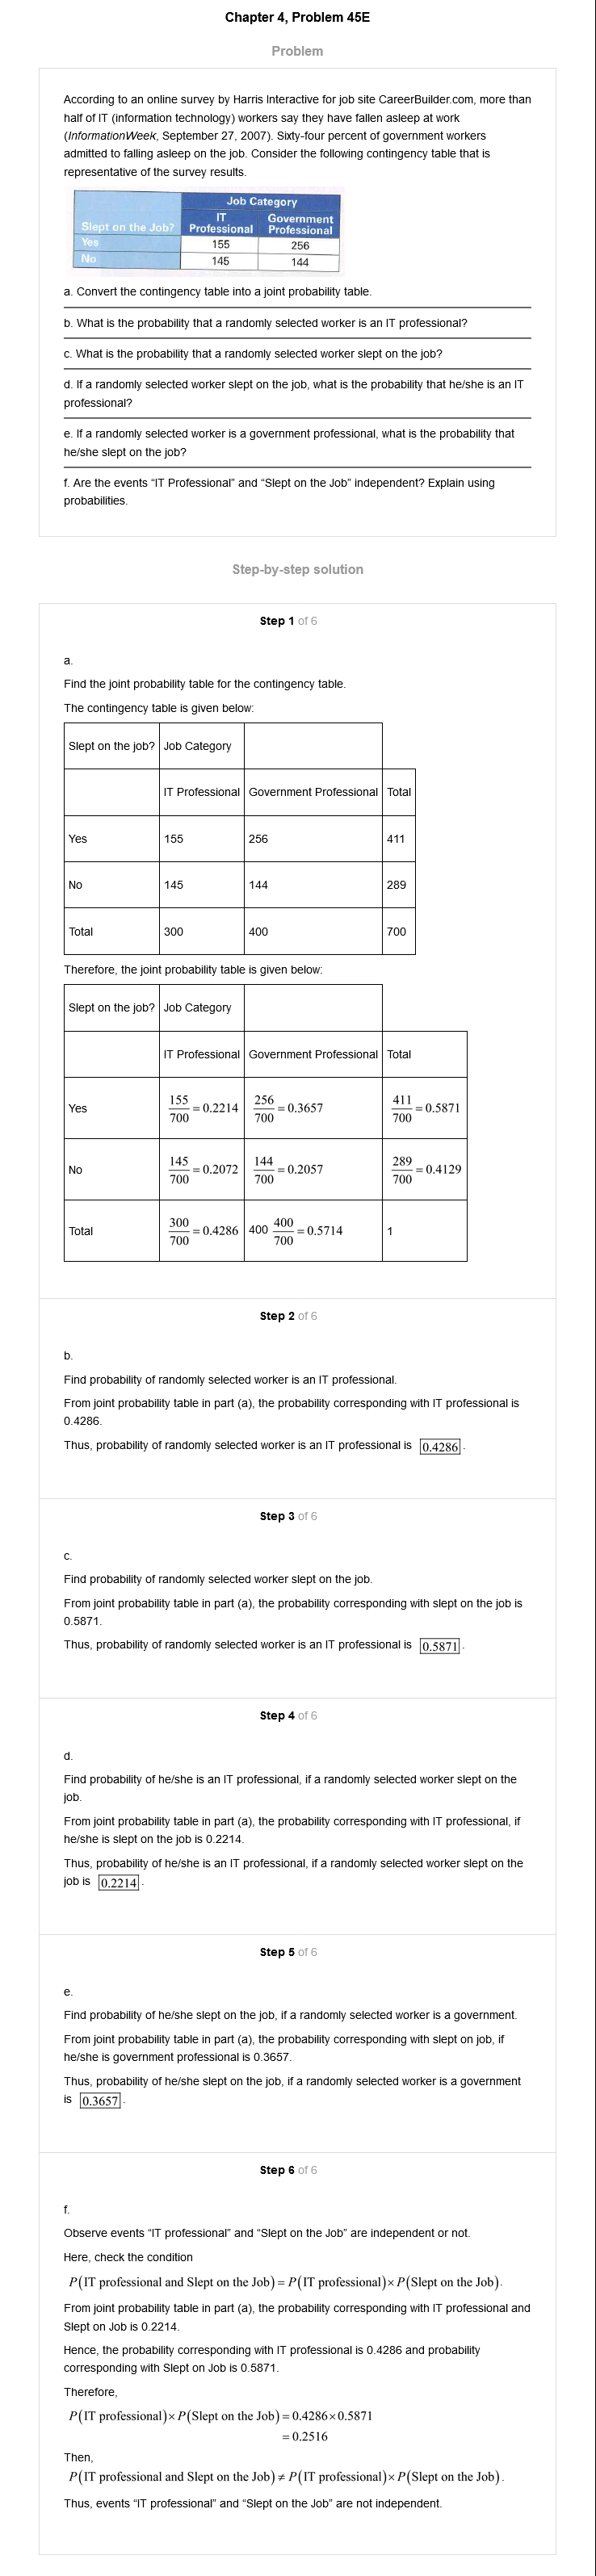 Chapter 4, Problem 45E
Problem
According to an online survey by Harris Interactive for job site CareerBuilder.com, more than
half of IT (information technology) workers say they have fallen asleep at work
(InformationWeek, September 27, 2007). Sixty-four percent of government workers
admitted to falling asleep on the job. Consider the following contingency table that is
representative of the survey results.
Job Category
Slept on the Job? IT Professional Government Professional
Yes 155 256
No 145 144
a. Convert the contingency table into a joint probability table.
b. What is the probability that a randomly selected worker is an IT professional?
c. What is the probability that a randomly selected worker slept on the job?
d. If a randomly selected worker slept on the job, what is the probability that he/she is an IT
professional?
e. If a randomly selected worker is a government professional, what is the probability that
he/she slept on the job?
f. Are the events “IT Professional” and “Slept on the Job” independent? Explain using
probabilities.
Step-by-step solution
Step 1 of 6
a.
Find the joint probability table for the contingency table.
The contingency table is given below:
Slept on the job? Job Category
IT Professional Government Professional Total
Yes 155 256 411
No 145 144 289
Total 300 400 700
Therefore, the joint probability table is given below:
Slept on the job? Job Category
IT Professional Government Professional Total
Yes 155/700 = 0.2214 256/700 = 0.3657 411/700 = 0.5871
No 145/700 = 0.2072 144/700 = 0.2057 289/700 = 0.4129
Total 300/700 = 0.4286 400 400/700 = 0.5714 1
Step 2 of 6
b.
Find probability of randomly selected worker is an IT professional.
From joint probability table in part (a), the probability corresponding with IT professional is
0.4286.
Thus, probability of randomly selected worker is an IT professional is 0.4286.
Step 3 of 6
c.
Find probability of randomly selected worker slept on the job.
From joint probability table in part (a), the probability corresponding with slept on the job is
0.5871.
Thus, probability of randomly selected worker is an IT professional is 0.5871.
Step 4 of 6
d.
Find probability of he/she is an IT professional, if a randomly selected worker slept on the
job.
From joint probability table in part (a), the probability corresponding with IT professional, if
he/she is slept on the job is 0.2214.
Thus, probability of he/she is an IT professional, if a randomly selected worker slept on the
job is 0.2214.
Step 5 of 6
e.
Find probability of he/she slept on the job, if a randomly selected worker is a government.
From joint probability table in part (a), the probability corresponding with slept on job, if
he/she is government professional is 0.3657.
Thus, probability of he/she slept on the job, if a randomly selected worker is a government
is 0.3657.
Step 6 of 6
f.
Observe events “IT professional” and “Slept on the Job” are independent or not.
Here, check the condition
P(IT professional and Slept on the Job) = P(IT professional)×P(Slept on the Job).
From joint probability table in part (a), the probability corresponding with IT professional and
Slept on Job is 0.2214.
Hence, the probability corresponding with IT professional is 0.4286 and probability
corresponding with Slept on Job is 0.5871.
Therefore,
P(IT professional)×P(Slept on the Job) = 0.4286×0.5871
= 0.2516
Then,
P(IT professional and Slept on the Job) ≠ P(IT professional)×P(Slept on the Job).
Thus, events “IT professional” and “Slept on the Job” are not independent.